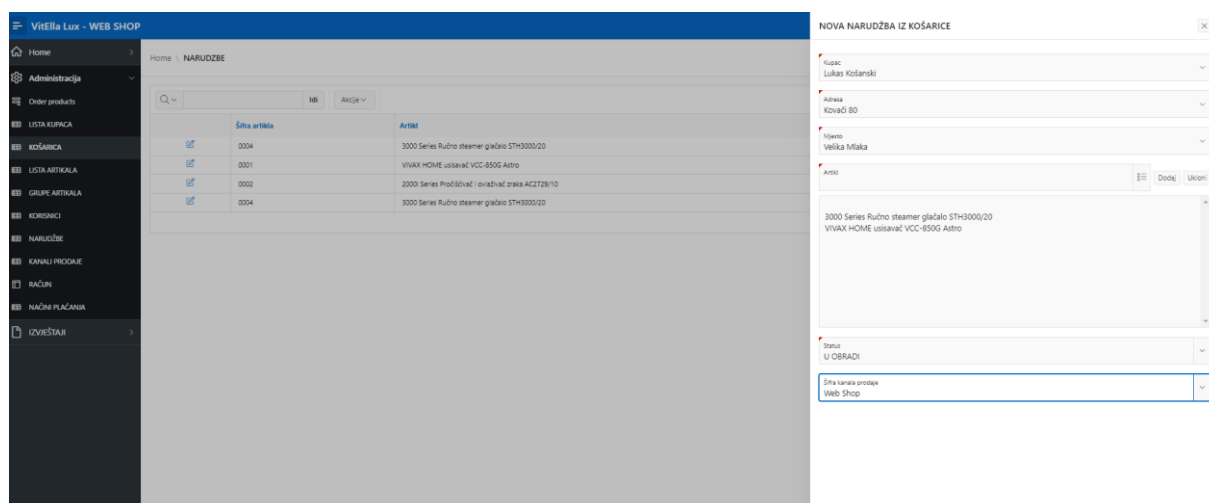 VitElla Lux - WEB SHOP
Home
Administracija
Order products
LISTA KUPACA
KOŠARICA
LISTA ARTIKALA
GRUPE ARTIKALA
KORISNICI
NARUDŽBE
KANALI PRODAJE
RAČUN
NAČINI PLAĆANJA
IZVJEŠTAJI
Home \ NARUDZBE
Idi Akcije
Šifra artikla Artikl
0004 3000 Series Ručno steamer glačalo STH3000/20
0001 VIVAX HOME usisavač VCC-850G Astro
0002 2000i Series Pročišćivač i ovlaživač zraka AC2729/10
0004 3000 Series Ručno steamer glačalo STH3000/20
NOVA NARUDŽBA IZ KOŠARICE
Kupac
Lukas Košanski
Adresa
Kovači 80
Mjesto
Velika Mlaka
Artikl
Dodaj Ukloni
3000 Series Ručno steamer glačalo STH3000/20
VIVAX HOME usisavač VCC-850G Astro
Status
U OBRADI
Šifra kanala prodaje
Web Shop